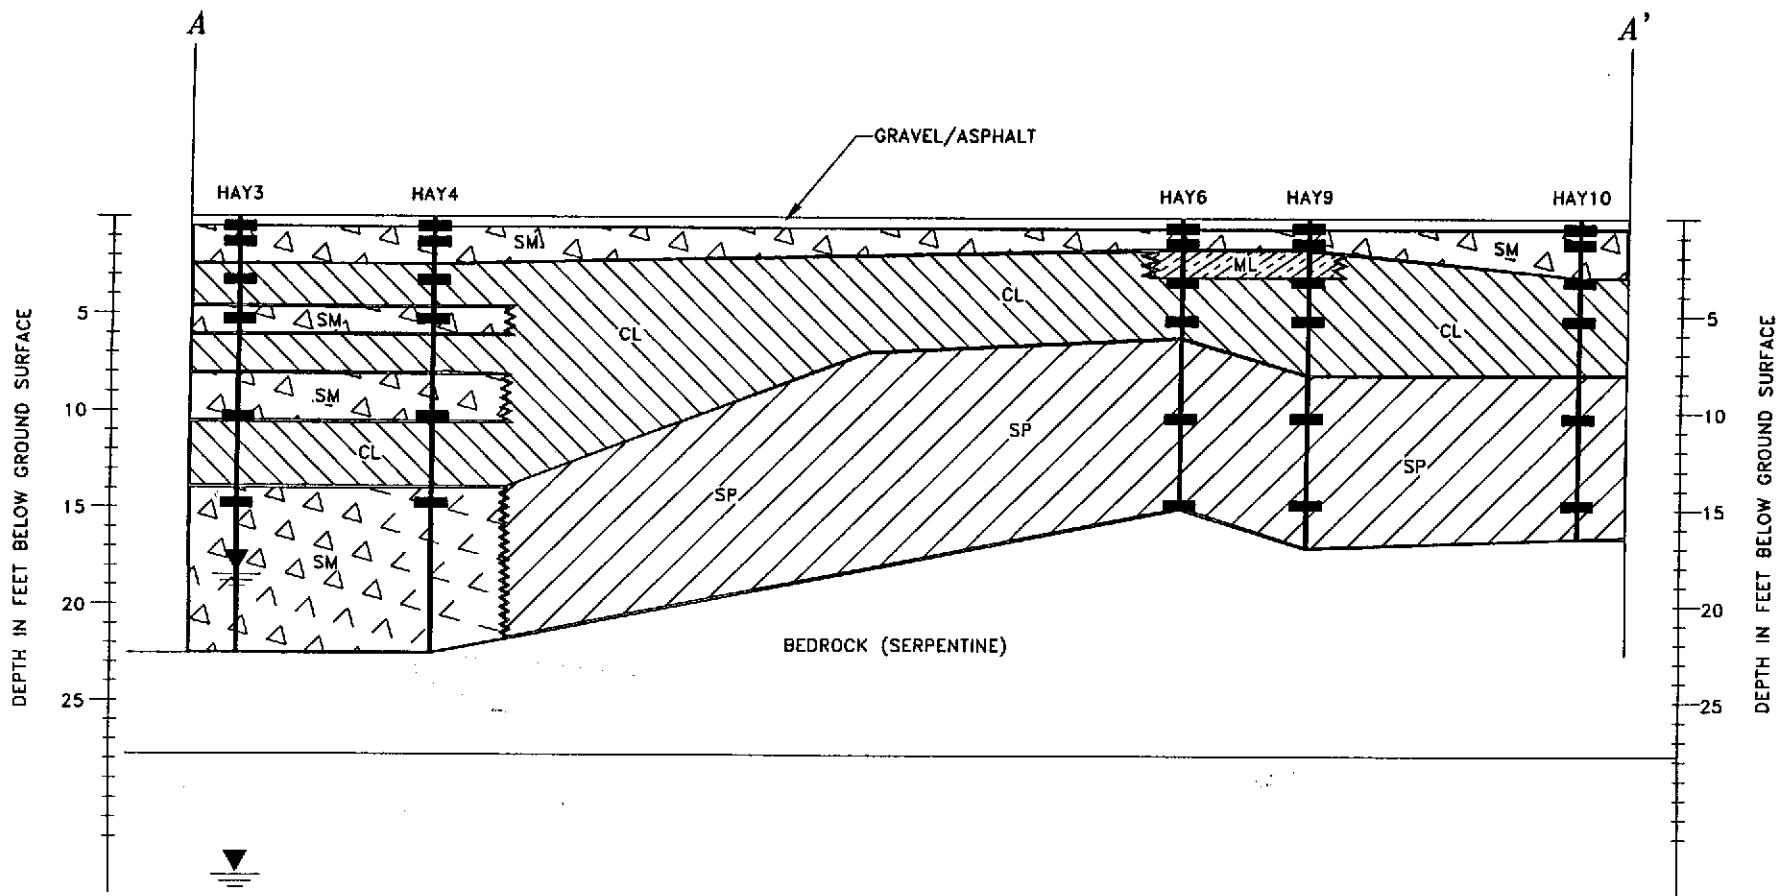 A
A'
GRAVEL/ASPHALT
HAY3
HAY4
HAY6
HAY9
HAY10
SM
SM
ML
CL
5
SM
CL
CL
5
SM
10
SP
10
CL
SP
SP
15
15
SM
20
20
BEDROCK (SERPENTINE)
25
25
DEPTH IN FEET BELOW GROUND SURFACE
DEPTH IN FEET BELOW GROUND SURFACE